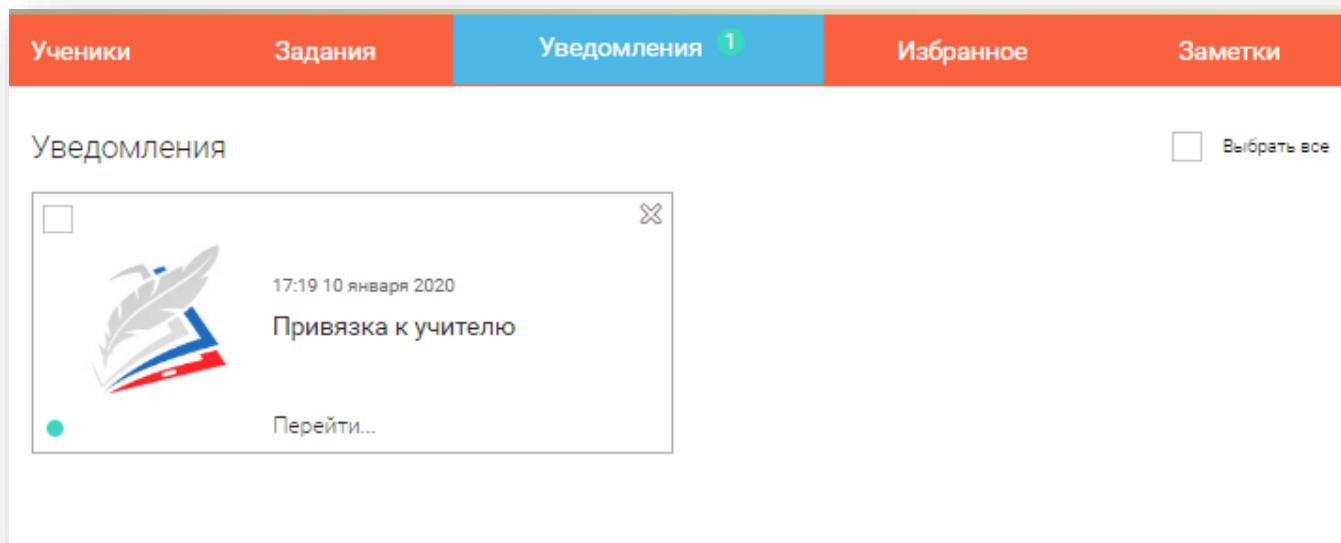 Ученики Задания Уведомления 1 Избранное Заметки
Уведомления
Выбрать все
17:19 10 января 2020
Привязка к учителю
Перейти...